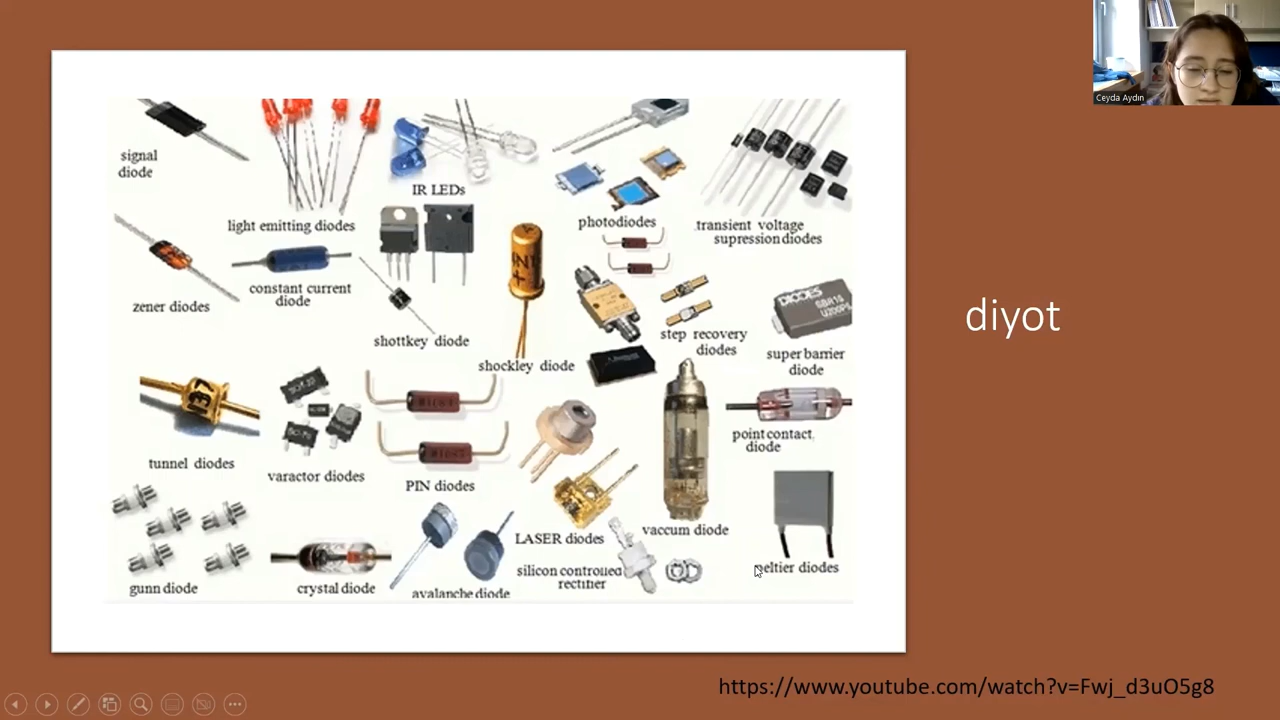 Ceyda Aydın
signal
diode
light emitting diodes
IR LEDs
photodiodes
transient voltage
supression diodes
zener diodes
constant current
diode
shottkey diode
shockley diode
step recovery
diodes
DIODES
super barrier
diode
tunnel diodes
varactor diodes
PIN diodes
LASER diodes
vaccum diode
point contact
diode
gunn diode
crystal diode
avalanche diode
silicon controlled
rectifier
peltier diodes
diyot
https://www.youtube.com/watch?v=Fwj_d3uO5g8